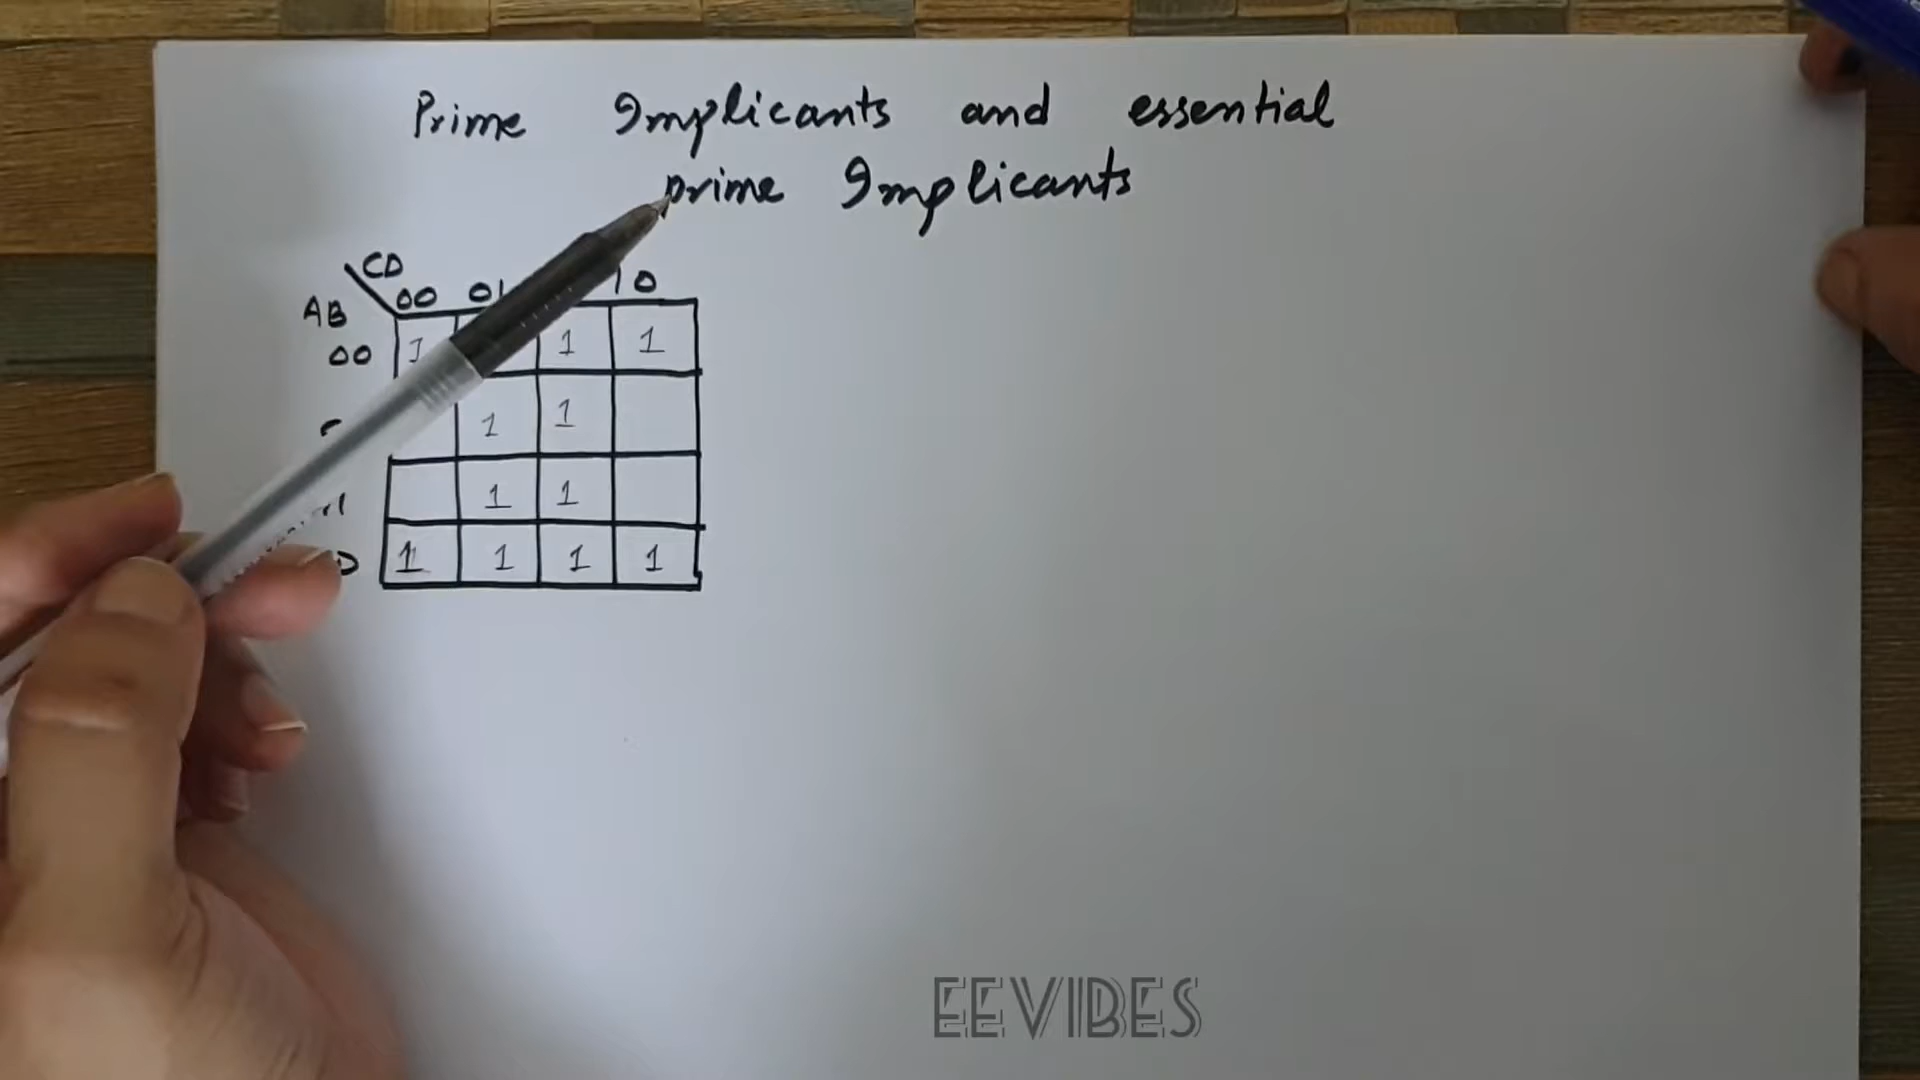 Prime Implicants and essential
prime Implicants
CD
AB
00 01 10
00 1 1 1
1 1
1 1
1 1 1 1
EEVIBES